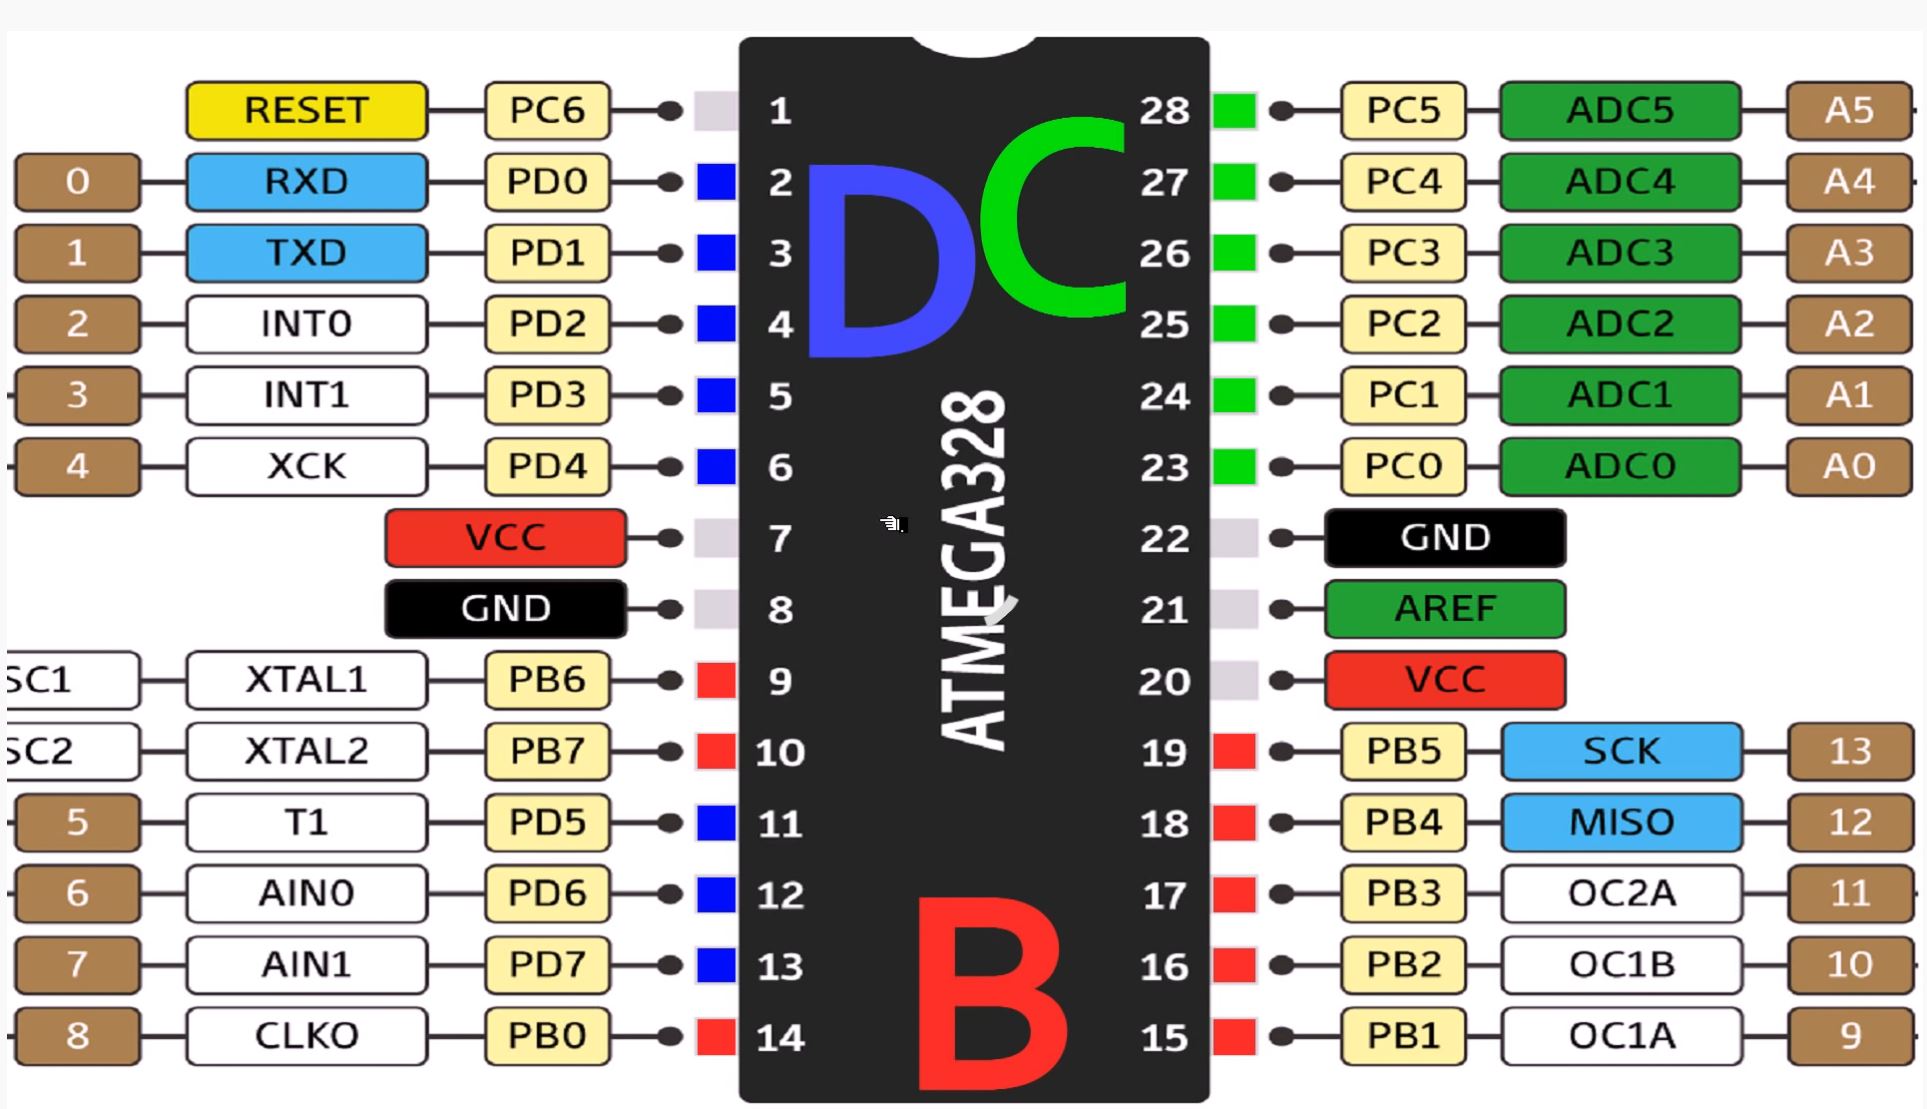 RESET PC6 1 28 PC5 ADC5 A5
0 RXD PD0 2 27 PC4 ADC4 A4
1 TXD PD1 3 26 PC3 ADC3 A3
2 INT0 PD2 4 25 PC2 ADC2 A2
3 INT1 PD3 5 24 PC1 ADC1 A1
4 XCK PD4 6 23 PC0 ADC0 A0
VCC 7 22 GND
GND 8 21 AREF
SC1 XTAL1 PB6 9 20 VCC
SC2 XTAL2 PB7 10 19 PB5 SCK 13
5 T1 PD5 11 18 PB4 MISO 12
6 AIN0 PD6 12 17 PB3 OC2A 11
7 AIN1 PD7 13 16 PB2 OC1B 10
8 CLKO PB0 14 15 PB1 OC1A 9
D
C
ATMEGA328
B